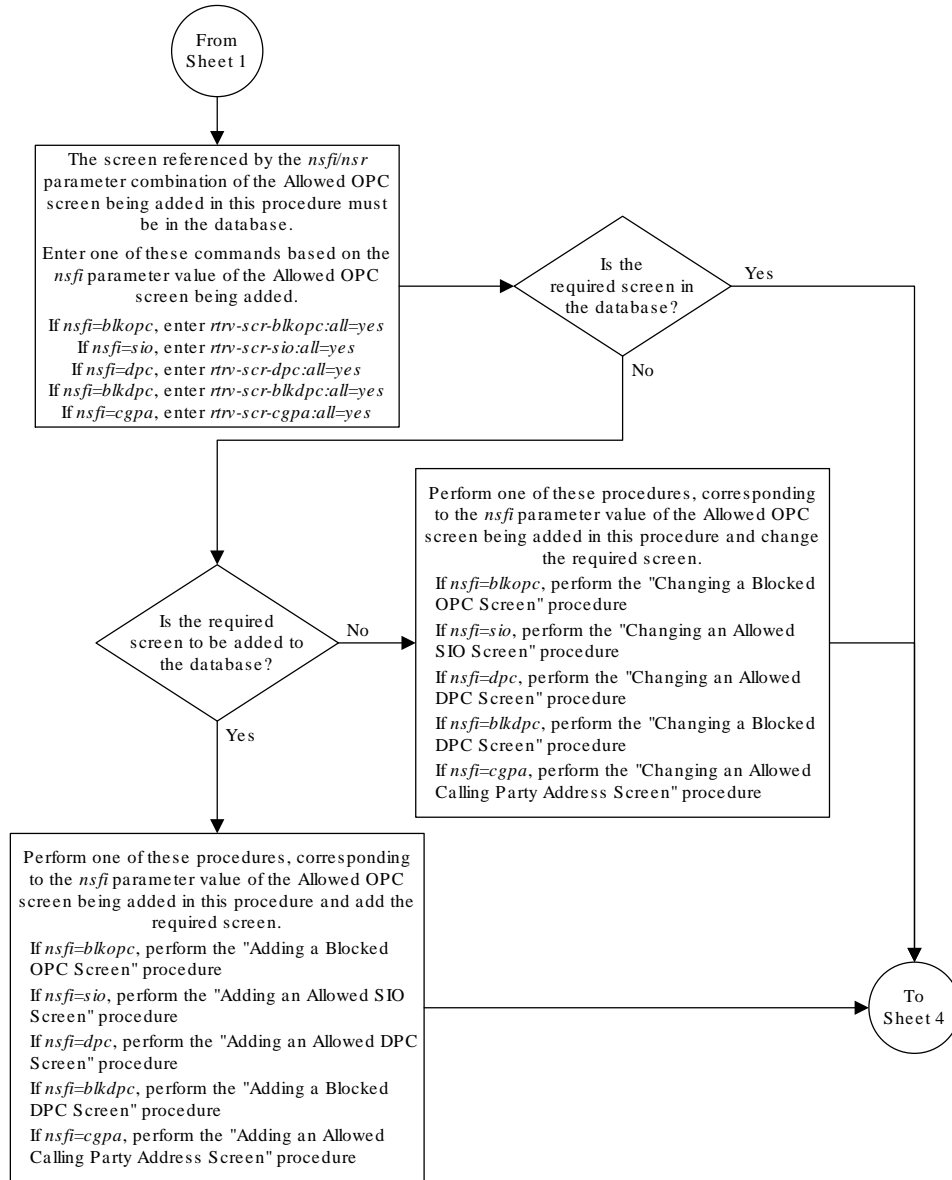 From
Sheet 1
The screen referenced by the nsfi/nsr
parameter combination of the Allowed OPC
screen being added in this procedure must
be in the database.
Enter one of these commands based on the
nsfi parameter value of the Allowed OPC
screen being added.
If nsfi=blkopc, enter rtrv-scr-blkopc:all=yes
If nsfi=sio, enter rtrv-scr-sio:all=yes
If nsfi=dpc, enter rtrv-scr-dpc:all=yes
If nsfi=blkdpc, enter rtrv-scr-blkdpc:all=yes
If nsfi=cgpa, enter rtrv-scr-cgpa:all=yes
Is the
required screen in
the database?
Yes
No
Perform one of these procedures, corresponding
to the nsfi parameter value of the Allowed OPC
screen being added in this procedure and change
the required screen.
If nsfi=blkopc, perform the "Changing a Blocked
OPC Screen" procedure
If nsfi=sio, perform the "Changing an Allowed
SIO Screen" procedure
If nsfi=dpc, perform the "Changing an Allowed
DPC Screen" procedure
If nsfi=blkdpc, perform the "Changing a Blocked
DPC Screen" procedure
If nsfi=cgpa, perform the "Changing an Allowed
Calling Party Address Screen" procedure
Is the required
screen to be added to
the database?
No
Yes
Perform one of these procedures, corresponding
to the nsfi parameter value of the Allowed OPC
screen being added in this procedure and add the
required screen.
If nsfi=blkopc, perform the "Adding a Blocked
OPC Screen" procedure
If nsfi=sio, perform the "Adding an Allowed SIO
Screen" procedure
If nsfi=dpc, perform the "Adding an Allowed DPC
Screen" procedure
If nsfi=blkdpc, perform the "Adding a Blocked
DPC Screen" procedure
If nsfi=cgpa, perform the "Adding an Allowed
Calling Party Address Screen" procedure
To
Sheet 4